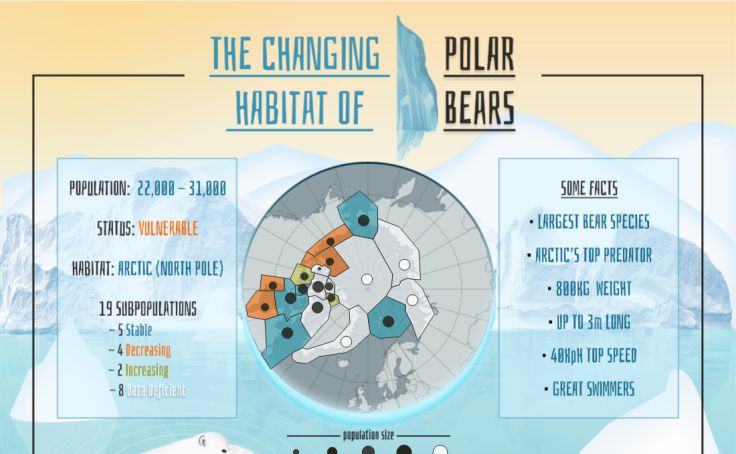 THE CHANGING
HABITAT OF
POLAR
BEARS
POPULATION: 22,000 – 31,000
STATUS: VULNERABLE
HABITAT: ARCTIC (NORTH POLE)
19 SUBPOPULATIONS
– 5 Stable
– 4 Decreasing
– 2 Increasing
– 8 Data Deficient
SOME FACTS
• LARGEST BEAR SPECIES
• ARCTIC'S TOP PREDATOR
• 800KG WEIGHT
• UP TO 3m LONG
• 40KpH TOP SPEED
• GREAT SWIMMERS
population size